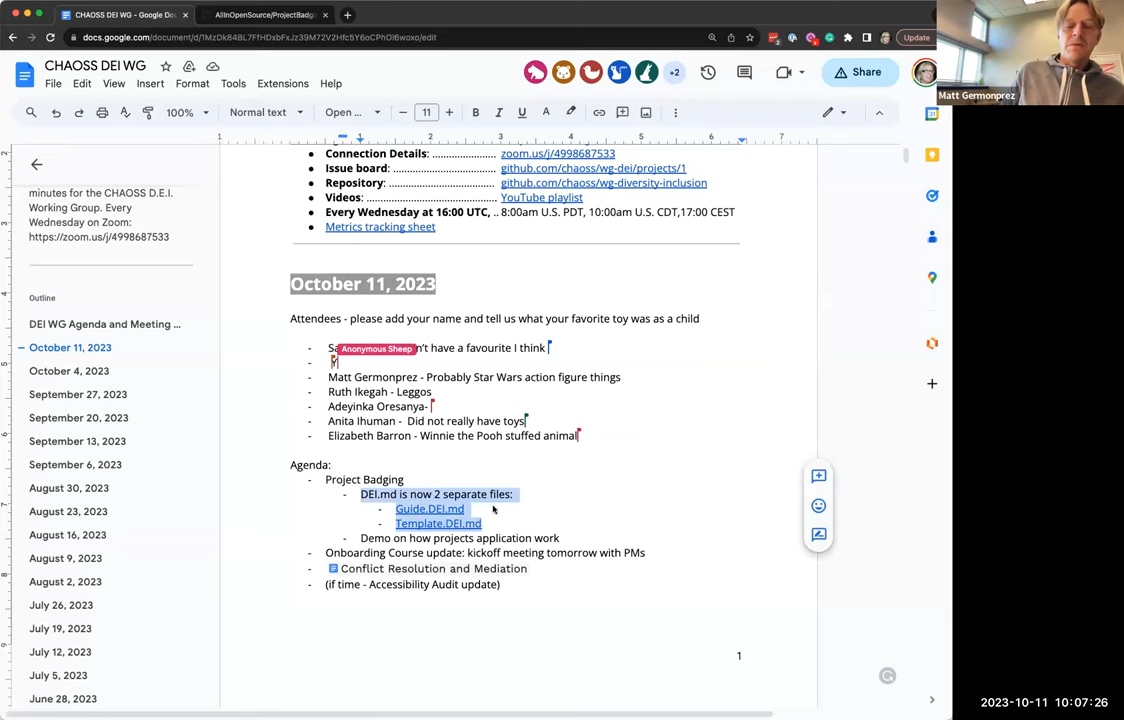 CHAOSS DEI WG - Google Doc
AllInOpenSource/ProjectBadging
docs.google.com/document/d/1MzDk84BL7FfHDxbFxJz39M72V2Hfc5Y6oCPhOl6woxo/edit
Update
CHAOSS DEI WG
File Edit View Insert Format Tools Extensions Help
+2
Share
Matt Germonprez
100%
Normal text
Open ...
11
B I U A
1 1 2 3 4 5 6 7
minutes for the CHAOSS D.E.I.
Working Group. Every
Wednesday on Zoom:
https://zoom.us/j/4998687533
Outline
DEI WG Agenda and Meeting ...
October 11, 2023
October 4, 2023
September 27, 2023
September 20, 2023
September 13, 2023
September 6, 2023
August 30, 2023
August 23, 2023
August 16, 2023
August 9, 2023
August 2, 2023
July 26, 2023
July 19, 2023
July 12, 2023
July 5, 2023
June 28, 2023
● Connection Details: ...................... zoom.us/j/4998687533
● Issue board: ................................. github.com/chaoss/wg-dei/projects/1
● Repository: .................................. github.com/chaoss/wg-diversity-inclusion
● Videos: ......................................... YouTube playlist
● Every Wednesday at 16:00 UTC, .. 8:00am U.S. PDT, 10:00am U.S. CDT,17:00 CEST
● Metrics tracking sheet
October 11, 2023
Attendees - please add your name and tell us what your favorite toy was as a child
- Sa n't have a favourite I think
Anonymous Sheep
- Y
- Matt Germonprez - Probably Star Wars action figure things
- Ruth Ikegah - Leggos
- Adeyinka Oresanya-
- Anita Ihuman - Did not really have toys
- Elizabeth Barron - Winnie the Pooh stuffed animal
Agenda:
- Project Badging
- DEI.md is now 2 separate files:
- Guide.DEI.md
- Template.DEI.md
- Demo on how projects application work
- Onboarding Course update: kickoff meeting tomorrow with PMs
- Conflict Resolution and Mediation
- (if time - Accessibility Audit update)
1
2023-10-11 10:07:26